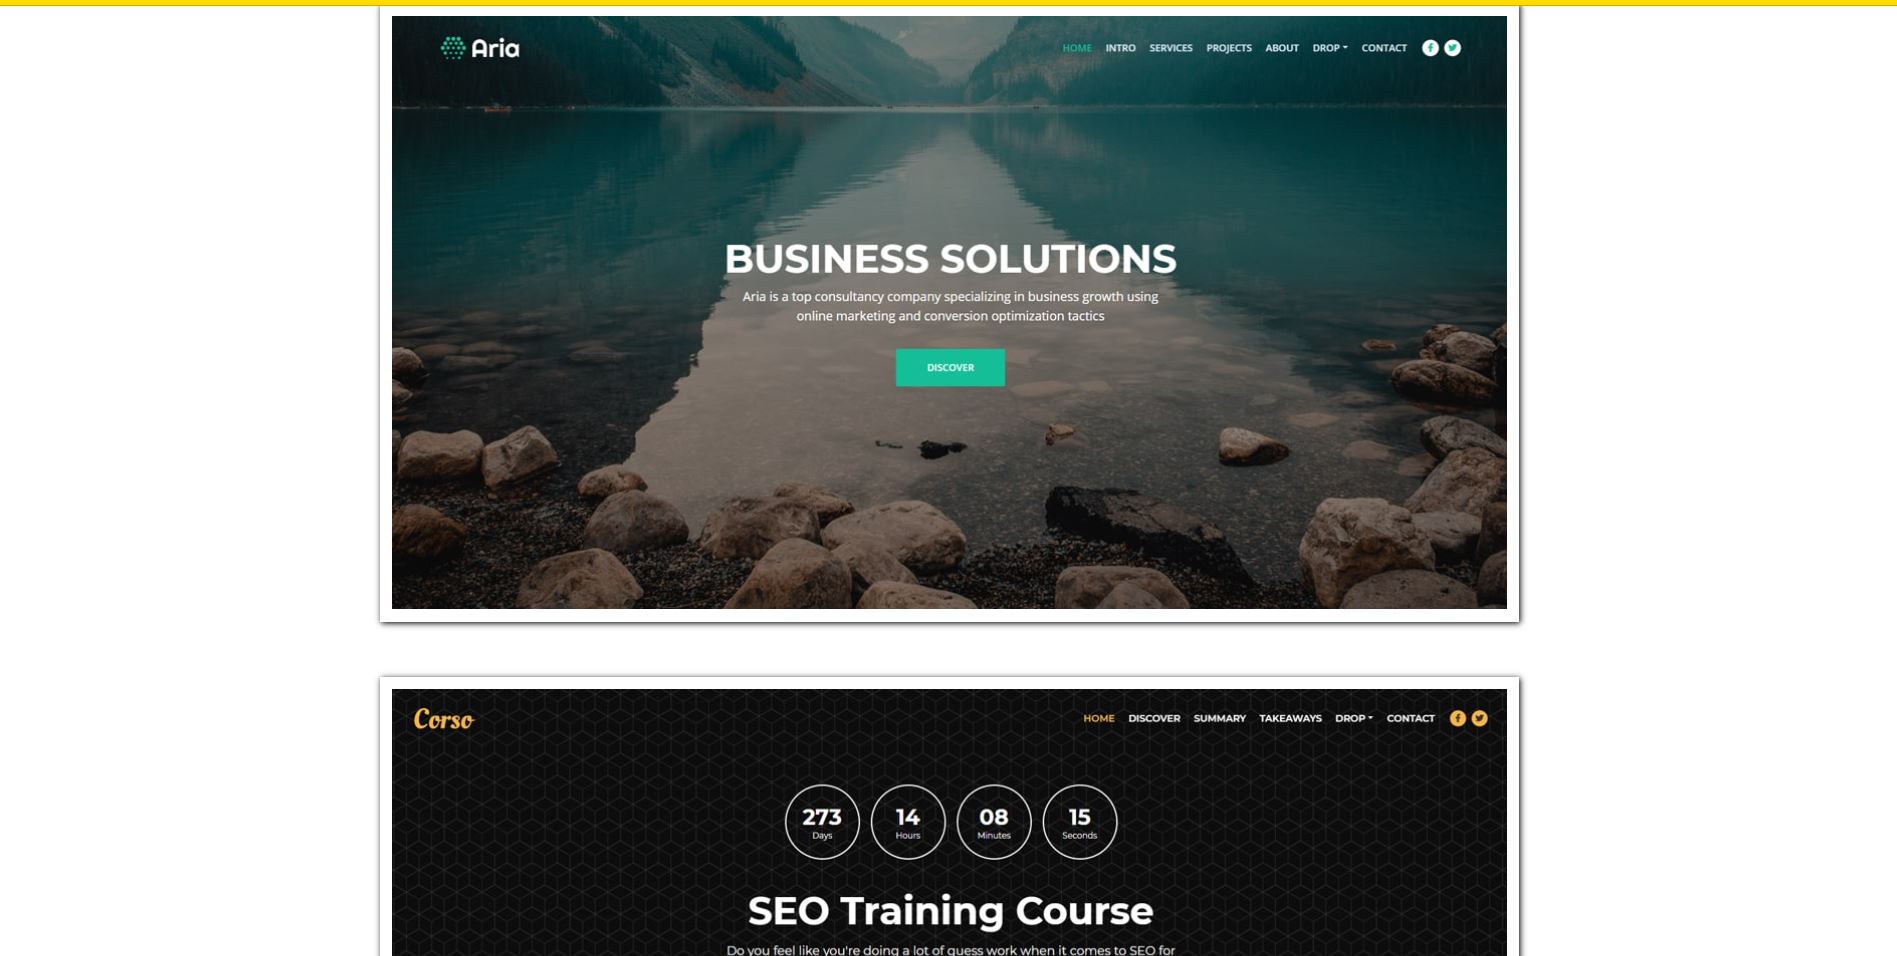 Aria
HOME INTRO SERVICES PROJECTS ABOUT DROP CONTACT
BUSINESS SOLUTIONS
Aria is a top consultancy company specializing in business growth using
online marketing and conversion optimization tactics
DISCOVER
Corso
HOME DISCOVER SUMMARY TAKEAWAYS DROP CONTACT
273 14 08 15
Days Hours Minutes Seconds
SEO Training Course
Do you feel like you're doing a lot of guess work when it comes to SEO for